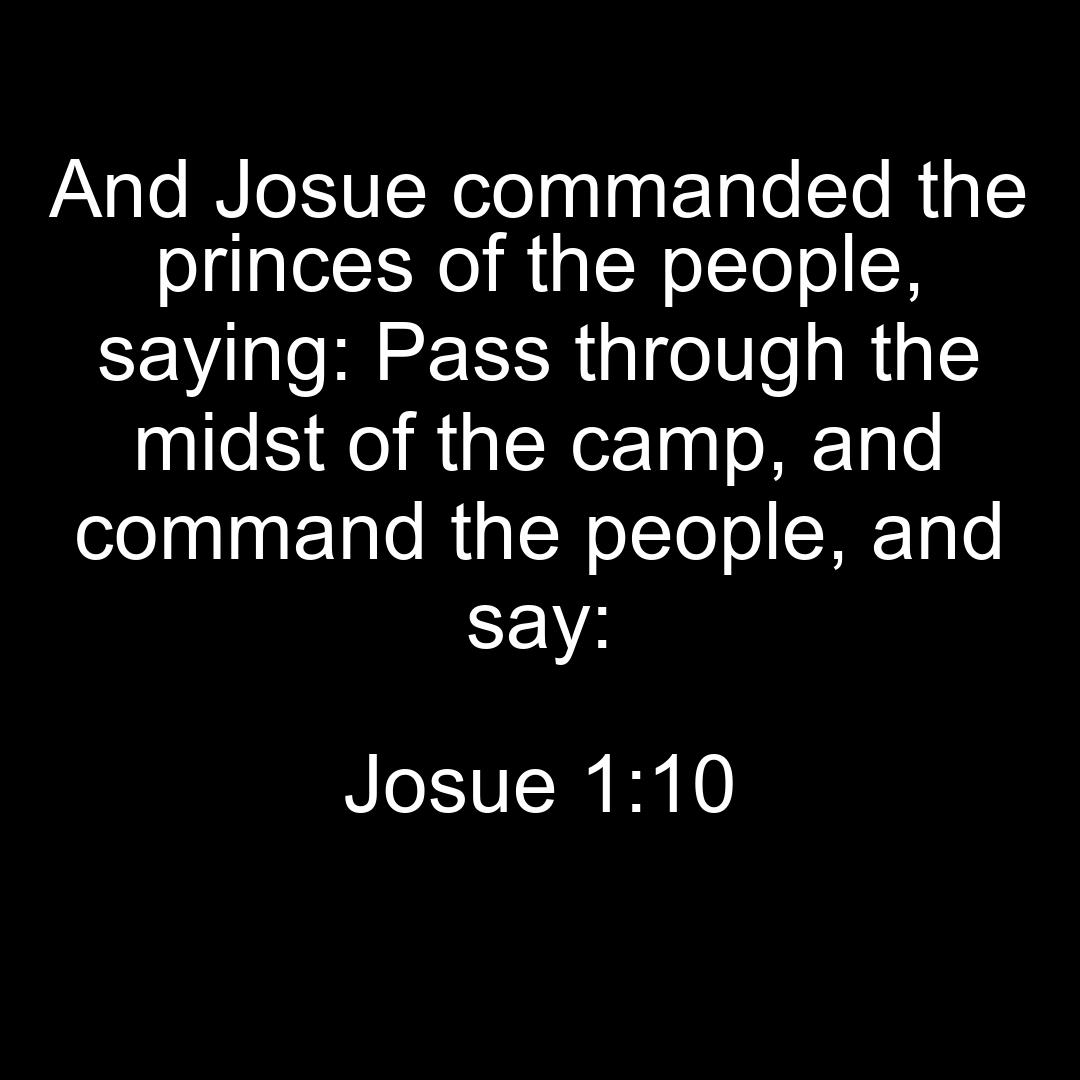 And Josue commanded the
princes of the people,
saying: Pass through the
midst of the camp, and
command the people, and
say:
Josue 1:10